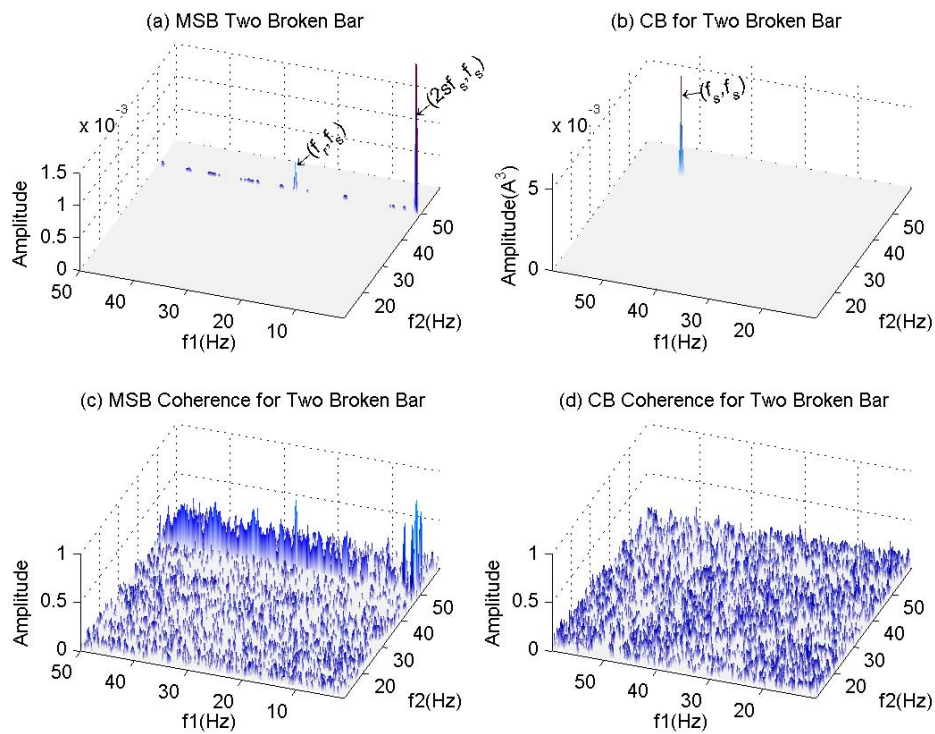 (a) MSB Two Broken Bar
x 10^-3
Amplitude
1.5
1
0.5
0
50
40
30
20
10
f1(Hz)
20
30
40
50
f2(Hz)
(f_r,f_s)
(2sf_s,f_s)
(b) CB for Two Broken Bar
x 10^-3
Amplitude(A^3)
5
0
50
40
30
20
f1(Hz)
20
30
40
50
f2(Hz)
(f_s,f_s)
(c) MSB Coherence for Two Broken Bar
Amplitude
1
0.5
0
50
40
30
20
10
f1(Hz)
20
30
40
50
f2(Hz)
(d) CB Coherence for Two Broken Bar
Amplitude
1
0.5
0
50
40
30
20
f1(Hz)
20
30
40
50
f2(Hz)